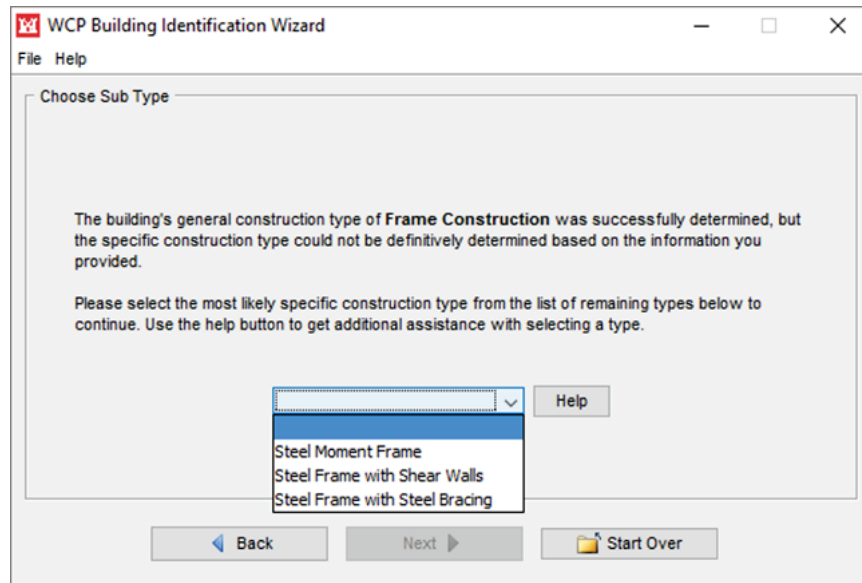 WCP Building Identification Wizard
File Help
Choose Sub Type
The building's general construction type of Frame Construction was successfully determined, but
the specific construction type could not be definitively determined based on the information you
provided.
Please select the most likely specific construction type from the list of remaining types below to
continue. Use the help button to get additional assistance with selecting a type.
Help
Steel Moment Frame
Steel Frame with Shear Walls
Steel Frame with Steel Bracing
Back Next Start Over